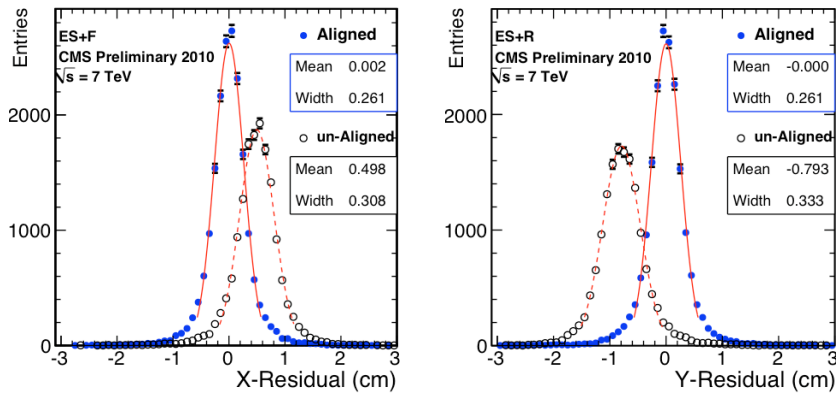 Entries
ES+F
CMS Preliminary 2010
√s = 7 TeV
Aligned
Mean 0.002
Width 0.261
un-Aligned
Mean 0.498
Width 0.308
2000
1000
0
-3 -2 -1 0 1 2 3
X-Residual (cm)
Entries
ES+R
CMS Preliminary 2010
√s = 7 TeV
Aligned
Mean -0.000
Width 0.261
un-Aligned
Mean -0.793
Width 0.333
2000
1000
0
-3 -2 -1 0 1 2 3
Y-Residual (cm)